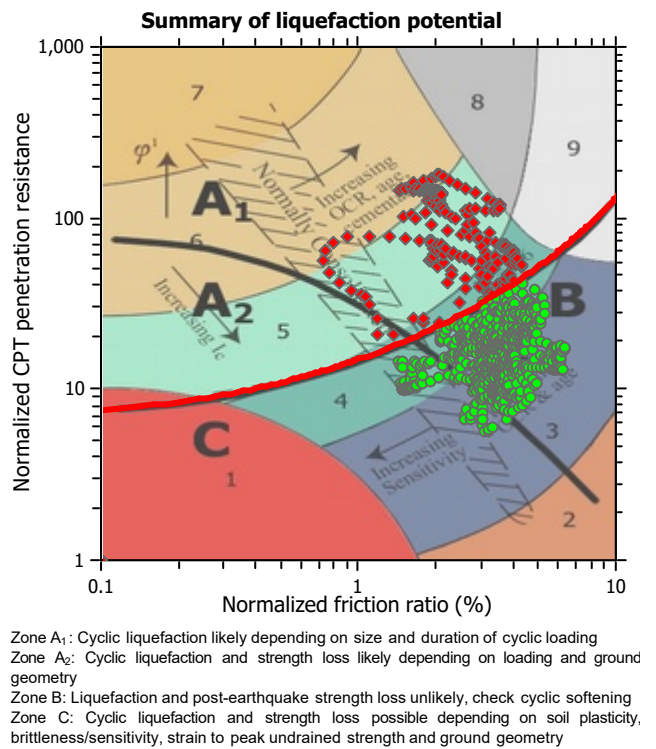 Summary of liquefaction potential
1,000
7
8
9
φ'
Increasing
OCR, age,
cementation
Normally Consolidated
A1
100
6
A2
B
Increasing Ic
5
10
4
3
C
1
& age
Increasing
Sensitivity
2
1
0.1
1
10
Normalized CPT penetration resistance
Normalized friction ratio (%)
Zone A1: Cyclic liquefaction likely depending on size and duration of cyclic loading
Zone A2: Cyclic liquefaction and strength loss likely depending on loading and ground
geometry
Zone B: Liquefaction and post-earthquake strength loss unlikely, check cyclic softening
Zone C: Cyclic liquefaction and strength loss possible depending on soil plasticity,
brittleness/sensitivity, strain to peak undrained strength and ground geometry